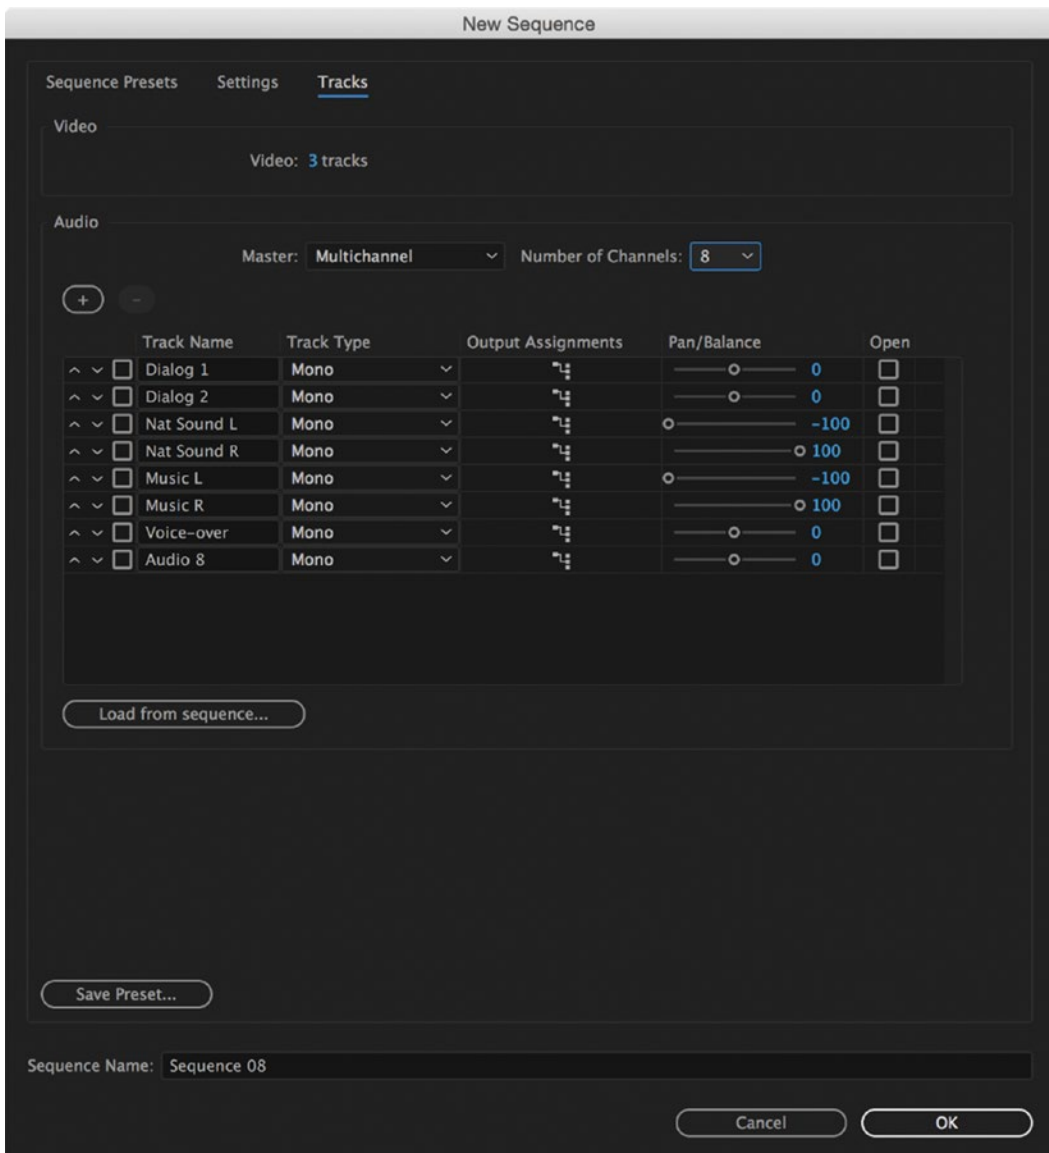 New Sequence
Sequence Presets Settings Tracks
Video
Video: 3 tracks
Audio
Master: Multichannel Number of Channels: 8
+ -
Track Name Track Type Output Assignments Pan/Balance Open
Dialog 1 Mono 0
Dialog 2 Mono 0
Nat Sound L Mono -100
Nat Sound R Mono 100
Music L Mono -100
Music R Mono 100
Voice-over Mono 0
Audio 8 Mono 0
Load from sequence...
Save Preset...
Sequence Name: Sequence 08
Cancel OK